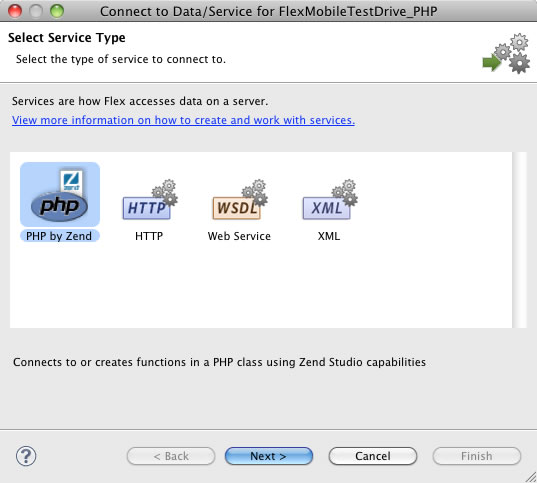 Connect to Data/Service for FlexMobileTestDrive_PHP
Select Service Type
Select the type of service to connect to.
Services are how Flex accesses data on a server.
View more information on how to create and work with services.
Zend
php
HTTP
WSDL
XML
PHP by Zend
HTTP
Web Service
XML
Connects to or creates functions in a PHP class using Zend Studio capabilities
?
< Back
Next >
Cancel
Finish